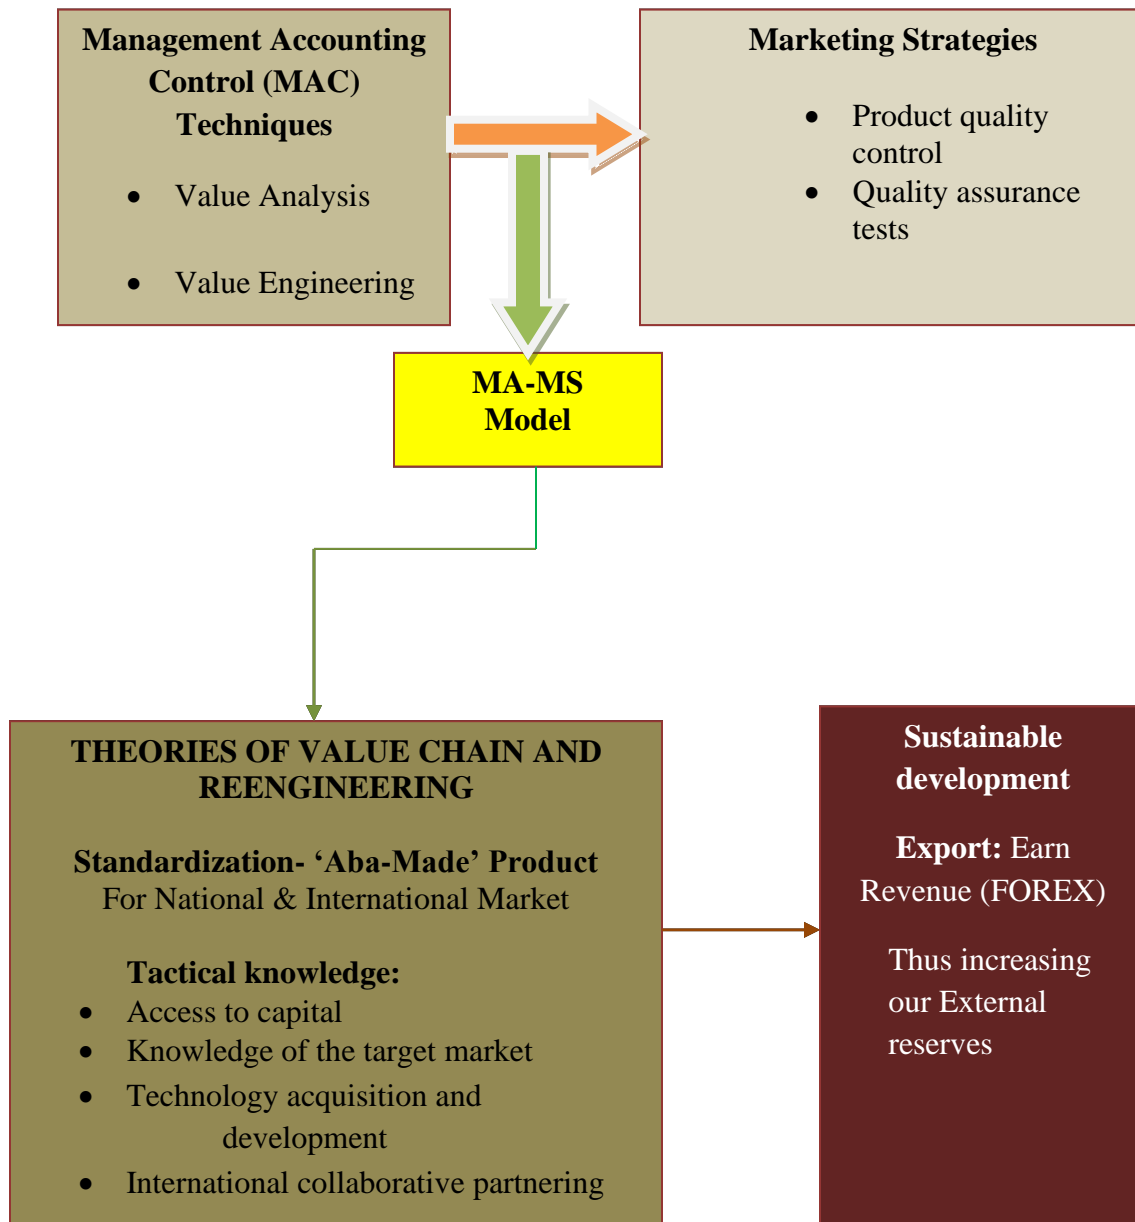 Management Accounting
Control (MAC)
Techniques
• Value Analysis
• Value Engineering
Marketing Strategies
• Product quality
control
• Quality assurance
tests
MA-MS
Model
THEORIES OF VALUE CHAIN AND
REENGINEERING
Standardization- ‘Aba-Made’ Product
For National & International Market
Tactical knowledge:
• Access to capital
• Knowledge of the target market
• Technology acquisition and
development
• International collaborative partnering
Sustainable
development
Export: Earn
Revenue (FOREX)
Thus increasing
our External
reserves